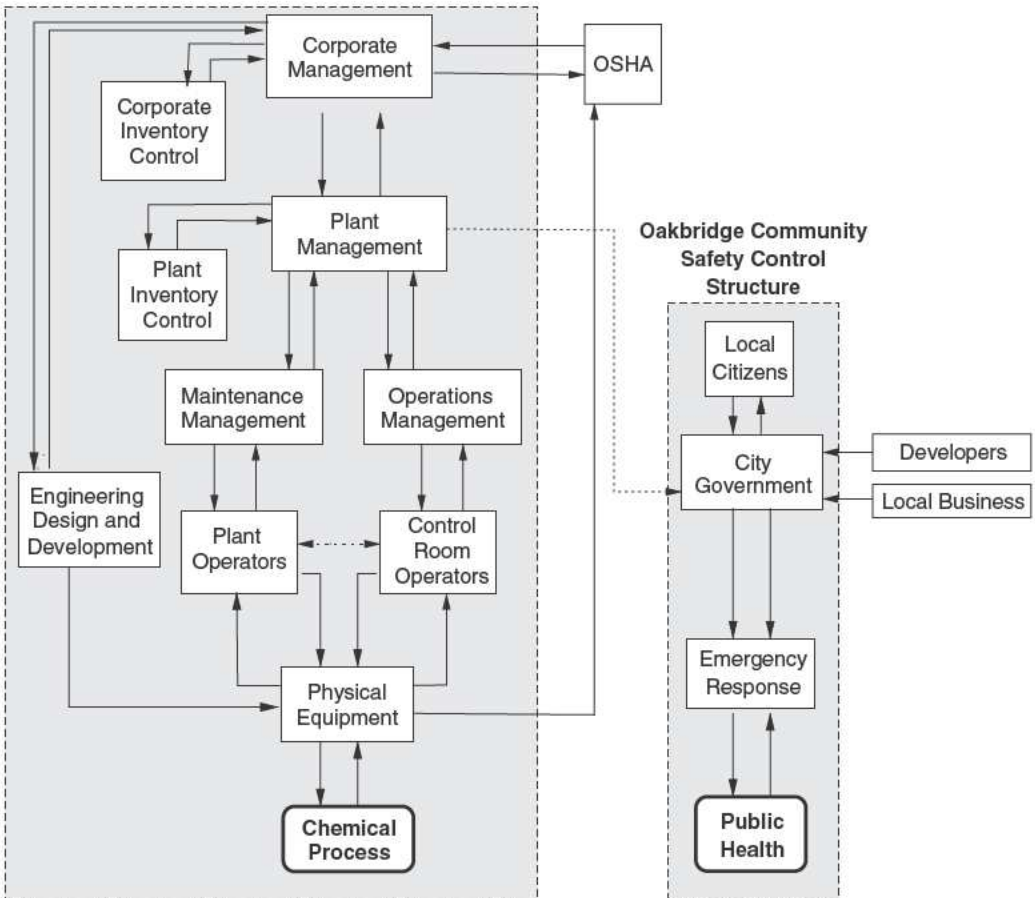 Corporate
Management
OSHA
Corporate
Inventory
Control
Plant
Management
Plant
Inventory
Control
Maintenance
Management
Operations
Management
Engineering
Design and
Development
Plant
Operators
Control
Room
Operators
Physical
Equipment
Chemical
Process
Oakbridge Community
Safety Control
Structure
Local
Citizens
City
Government
Developers
Local Business
Emergency
Response
Public
Health